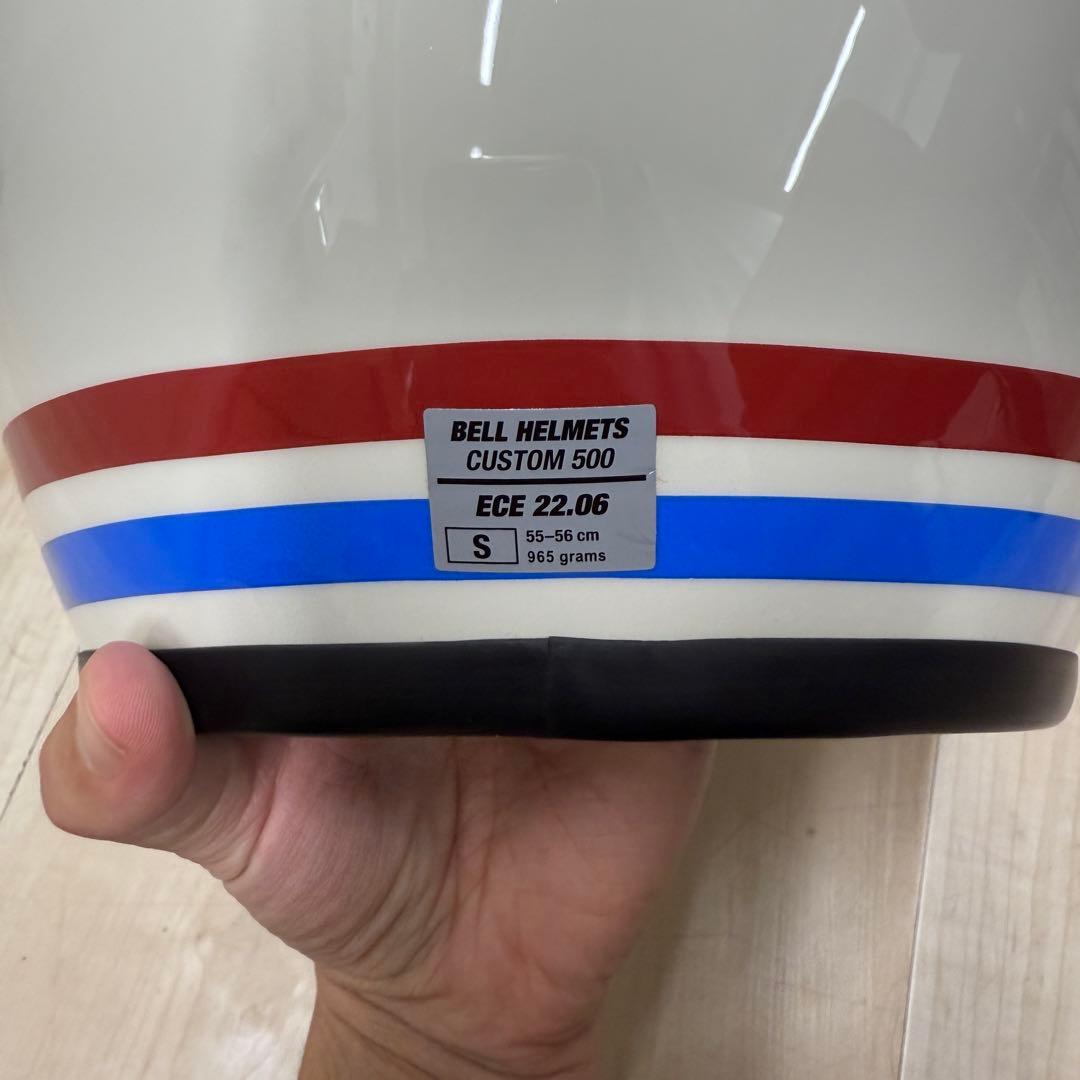 BELL HELMETS
CUSTOM 500
ECE 22.06
S
55–56 cm
965 grams